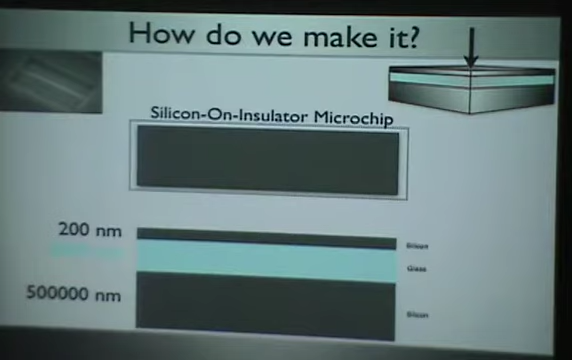 How do we make it?
Silicon-On-Insulator Microchip
200 nm
Silicon
Glass
500000 nm
Silicon